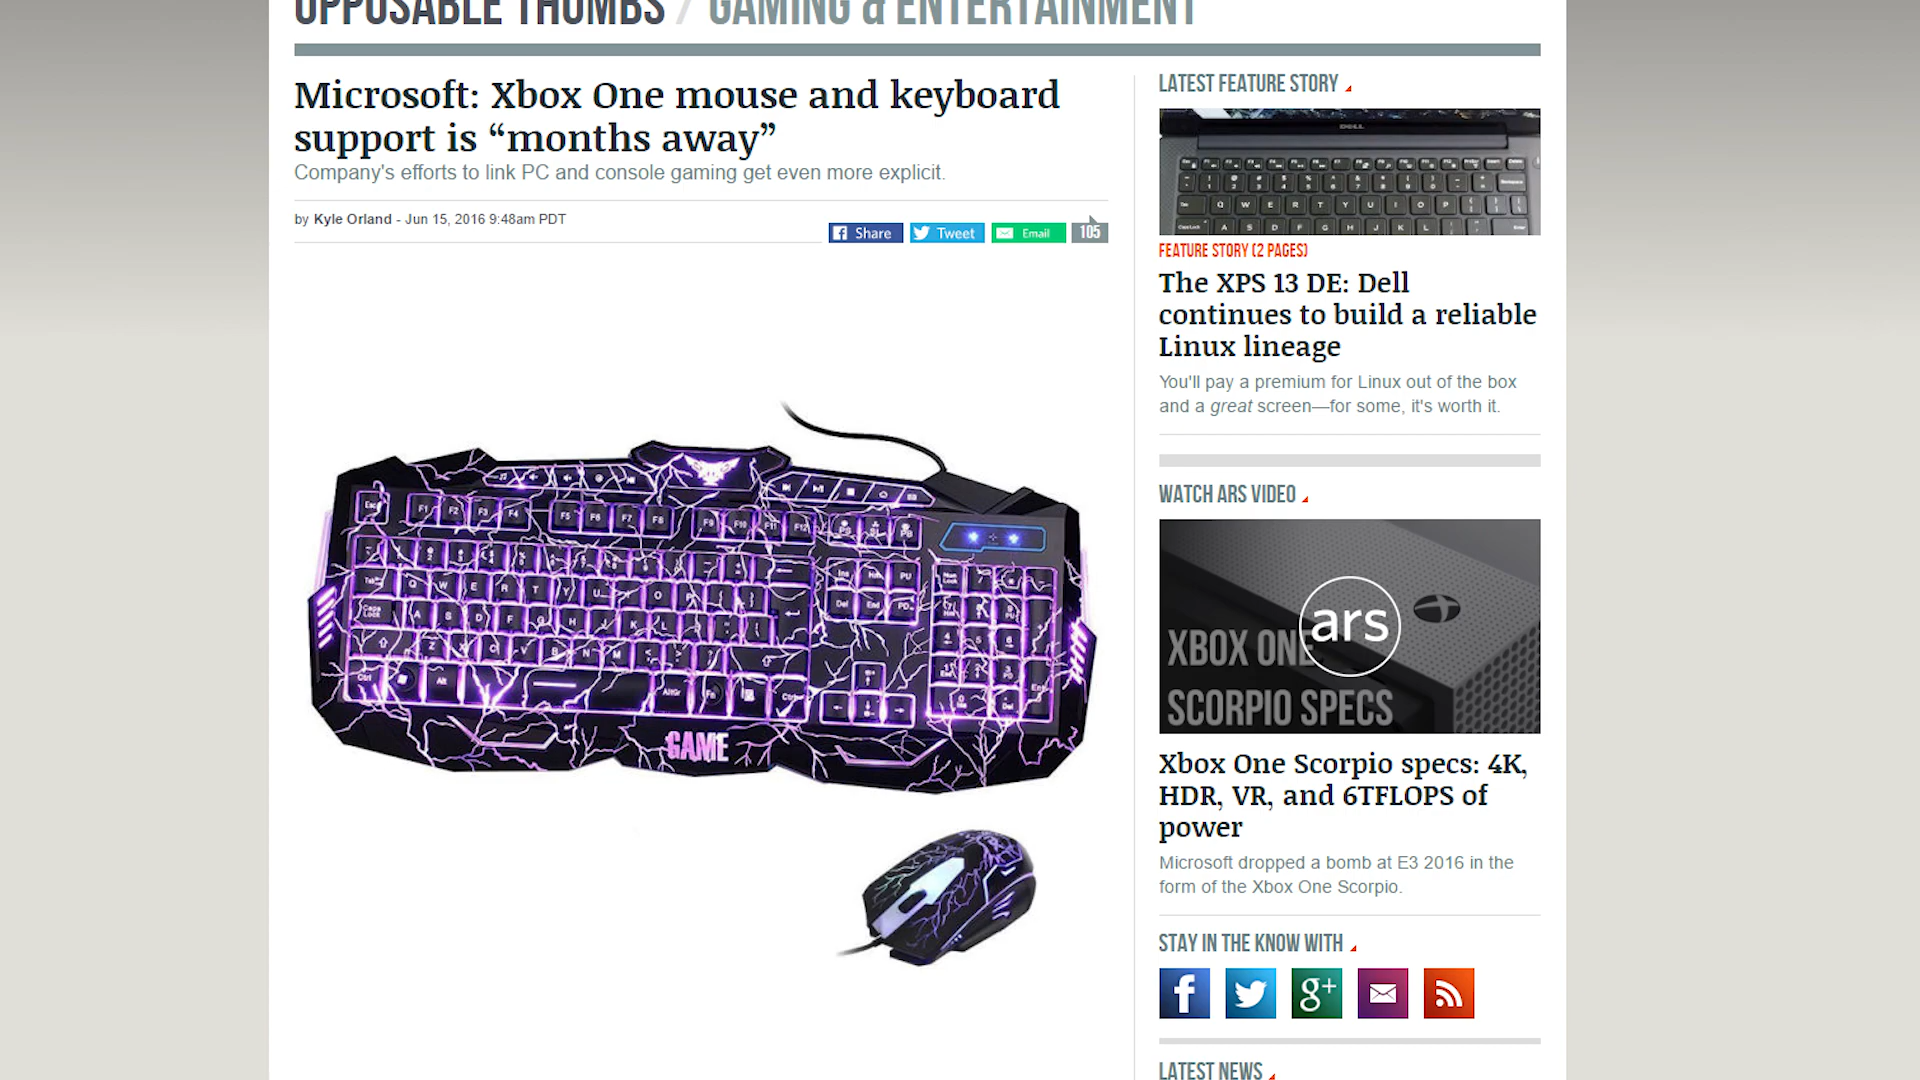 OPPOSABLE THUMBS / GAMING & ENTERTAINMENT
Microsoft: Xbox One mouse and keyboard
support is “months away”
Company's efforts to link PC and console gaming get even more explicit.
by Kyle Orland - Jun 15, 2016 9:48am PDT
Share
Tweet
Email
105
GAME
LATEST FEATURE STORY
DELL
FEATURE STORY (2 PAGES)
The XPS 13 DE: Dell
continues to build a reliable
Linux lineage
You'll pay a premium for Linux out of the box
and a great screen—for some, it's worth it.
WATCH ARS VIDEO
ars
XBOX ONE
SCORPIO SPECS
Xbox One Scorpio specs: 4K,
HDR, VR, and 6TFLOPS of
power
Microsoft dropped a bomb at E3 2016 in the
form of the Xbox One Scorpio.
STAY IN THE KNOW WITH
LATEST NEWS